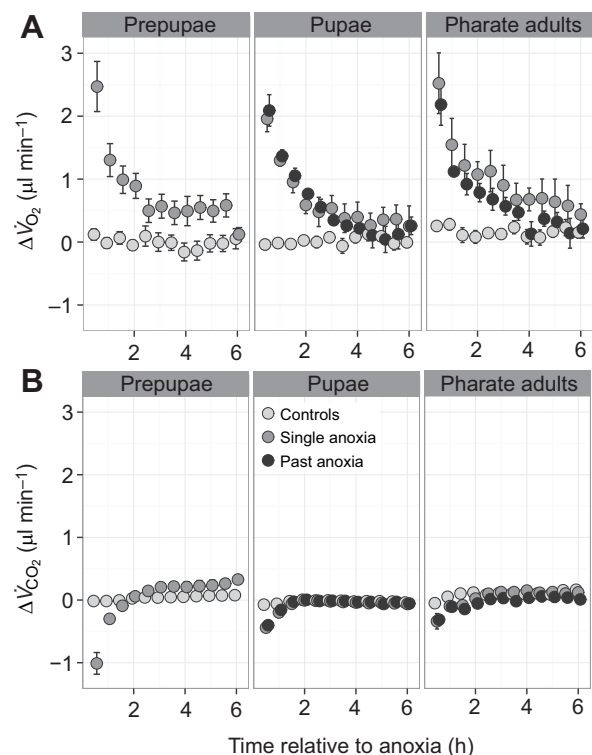 A
Prepupae Pupae Pharate adults
ΔV̇O₂ (µl min⁻¹)
3
2
1
0
–1
2 4 6 2 4 6 2 4 6
B
Prepupae Pupae Pharate adults
ΔV̇CO₂ (µl min⁻¹)
3
2
1
0
–1
Controls
Single anoxia
Past anoxia
2 4 6 2 4 6 2 4 6
Time relative to anoxia (h)